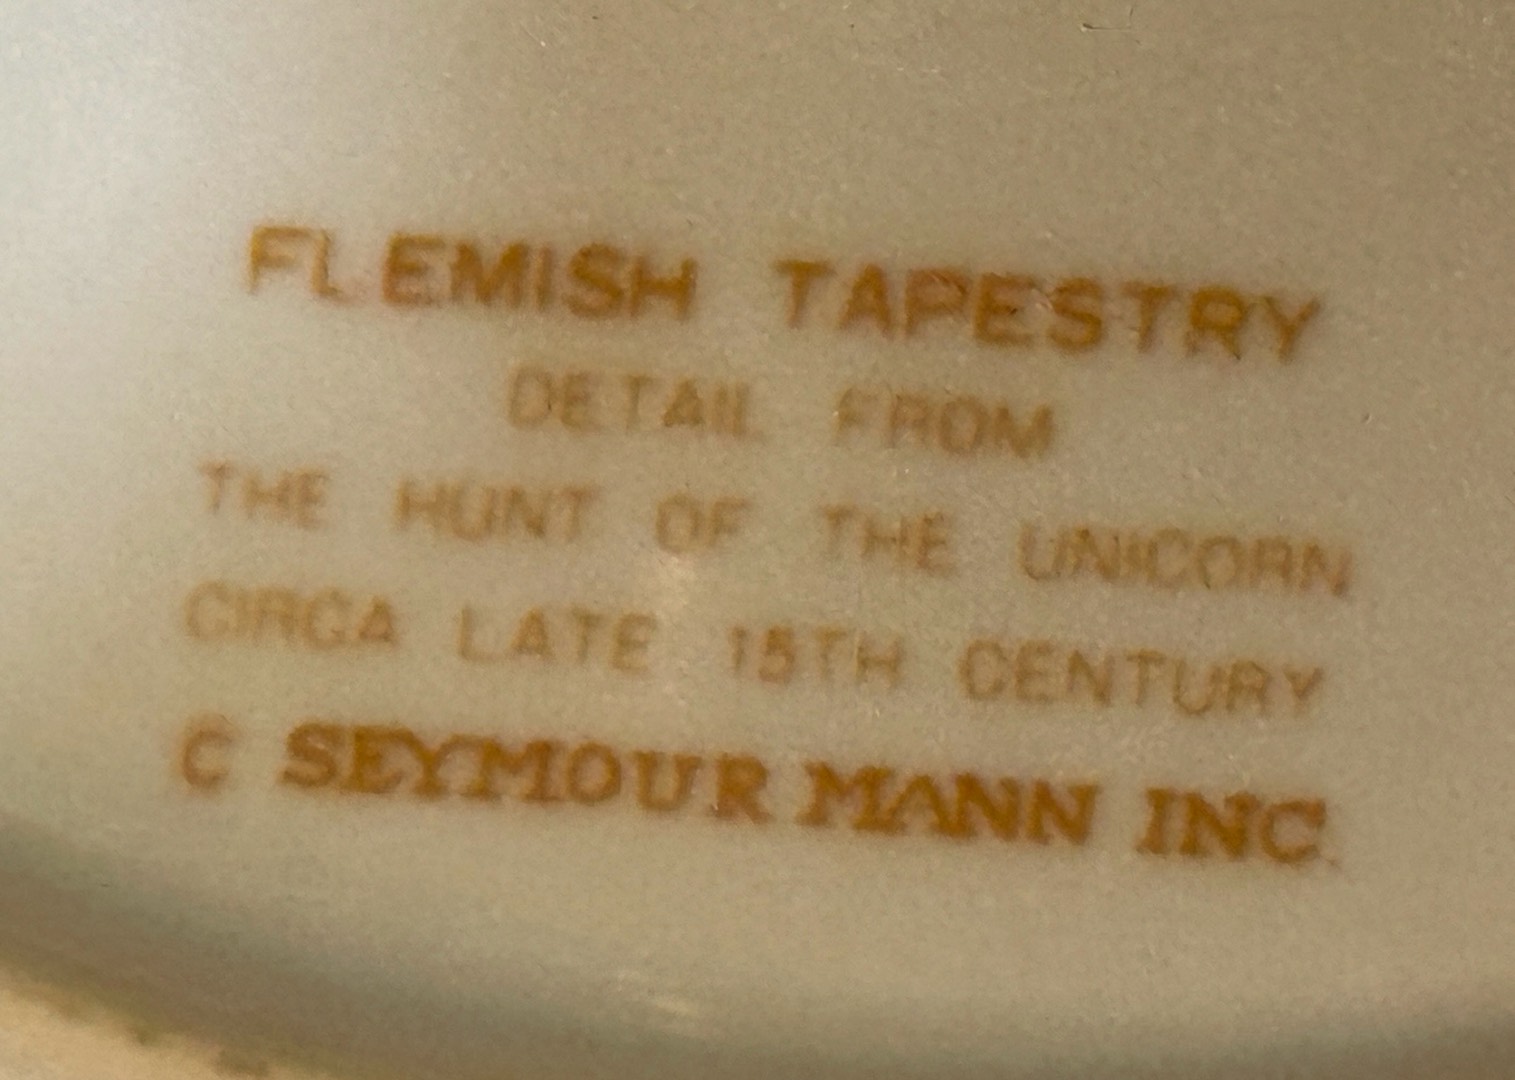 FLEMISH TAPESTRY
DETAIL FROM
THE HUNT OF THE UNICORN
CIRCA LATE 15TH CENTURY
C SEYMOUR MANN INC.